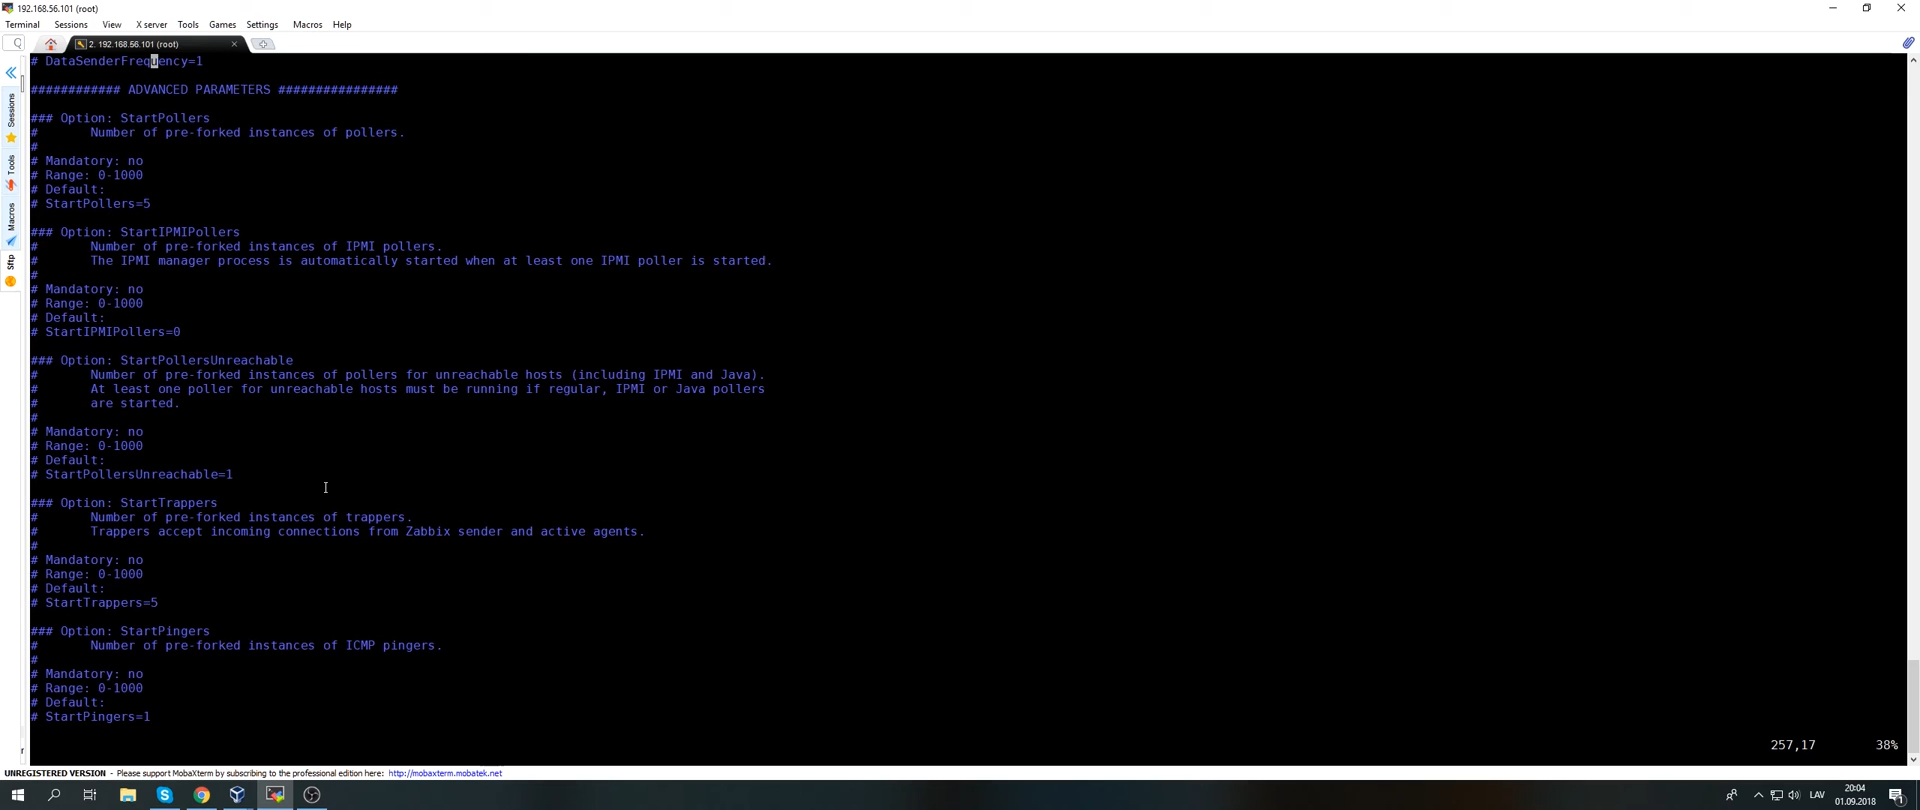 192.168.56.101 (root)
Terminal Sessions View X server Tools Games Settings Macros Help
2. 192.168.56.101 (root)
Sessions
Tools
Macros
Sftp
# DataSenderFrequency=1
############ ADVANCED PARAMETERS ################
### Option: StartPollers
#       Number of pre-forked instances of pollers.
#
# Mandatory: no
# Range: 0-1000
# Default:
# StartPollers=5
### Option: StartIPMIPollers
#       Number of pre-forked instances of IPMI pollers.
#       The IPMI manager process is automatically started when at least one IPMI poller is started.
#
# Mandatory: no
# Range: 0-1000
# Default:
# StartIPMIPollers=0
### Option: StartPollersUnreachable
#       Number of pre-forked instances of pollers for unreachable hosts (including IPMI and Java).
#       At least one poller for unreachable hosts must be running if regular, IPMI or Java pollers
#       are started.
#
# Mandatory: no
# Range: 0-1000
# Default:
# StartPollersUnreachable=1
### Option: StartTrappers
#       Number of pre-forked instances of trappers.
#       Trappers accept incoming connections from Zabbix sender and active agents.
#
# Mandatory: no
# Range: 0-1000
# Default:
# StartTrappers=5
### Option: StartPingers
#       Number of pre-forked instances of ICMP pingers.
#
# Mandatory: no
# Range: 0-1000
# Default:
# StartPingers=1
257,17 38%
UNREGISTERED VERSION - Please support MobaXterm by subscribing to the professional edition here: http://mobaxterm.mobatek.net
LAV
20:04
01.09.2018